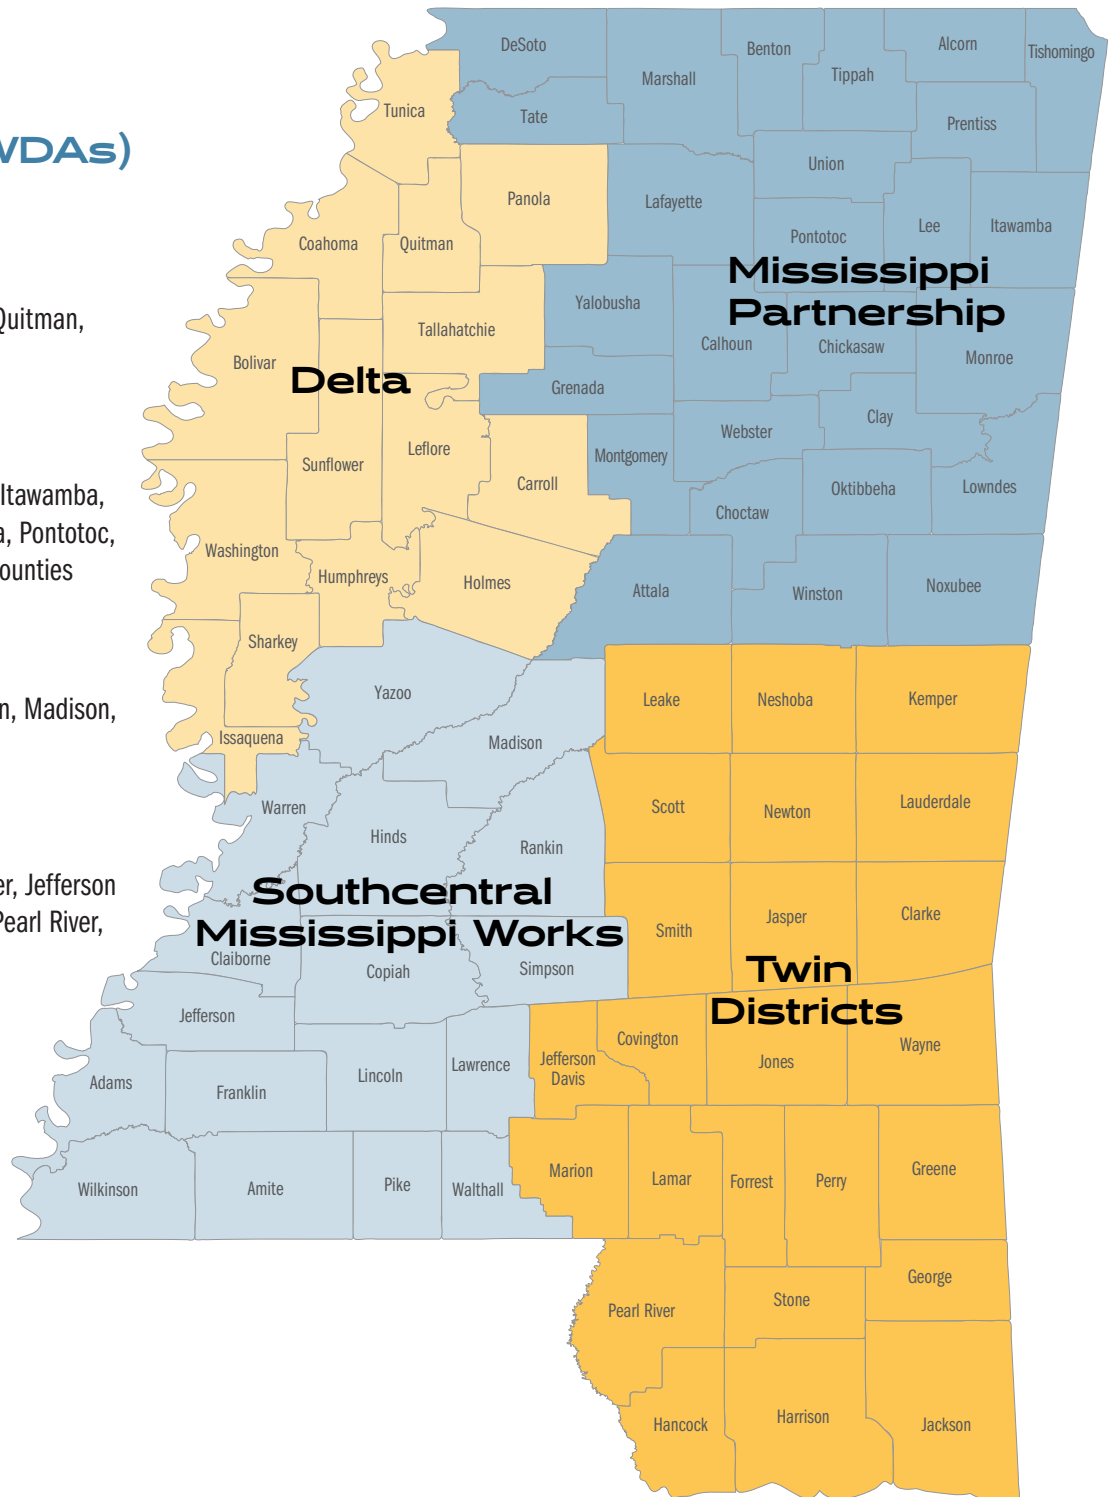 WDAs)
Quitman,
Itawamba,
Pontotoc,
ounties
Madison,
Jefferson
Pearl River,
DeSoto
Marshall
Benton
Tippah
Alcorn
Tishomingo
Tunica
Tate
Prentiss
Union
Panola
Lafayette
Pontotoc
Lee
Itawamba
Coahoma
Quitman
Mississippi
Partnership
Yalobusha
Tallahatchie
Calhoun
Chickasaw
Monroe
Bolivar
Delta
Grenada
Clay
Webster
Leflore
Montgomery
Sunflower
Carroll
Oktibbeha
Lowndes
Choctaw
Washington
Humphreys
Holmes
Attala
Winston
Noxubee
Sharkey
Yazoo
Leake
Neshoba
Kemper
Issaquena
Madison
Warren
Scott
Newton
Lauderdale
Hinds
Rankin
Southcentral
Mississippi Works
Smith
Jasper
Clarke
Claiborne
Copiah
Simpson
Twin
Districts
Jefferson
Covington
Wayne
Jones
Jefferson
Davis
Lawrence
Lincoln
Adams
Franklin
Marion
Lamar
Forrest
Perry
Greene
Wilkinson
Amite
Pike
Walthall
George
Stone
Pearl River
Hancock
Harrison
Jackson